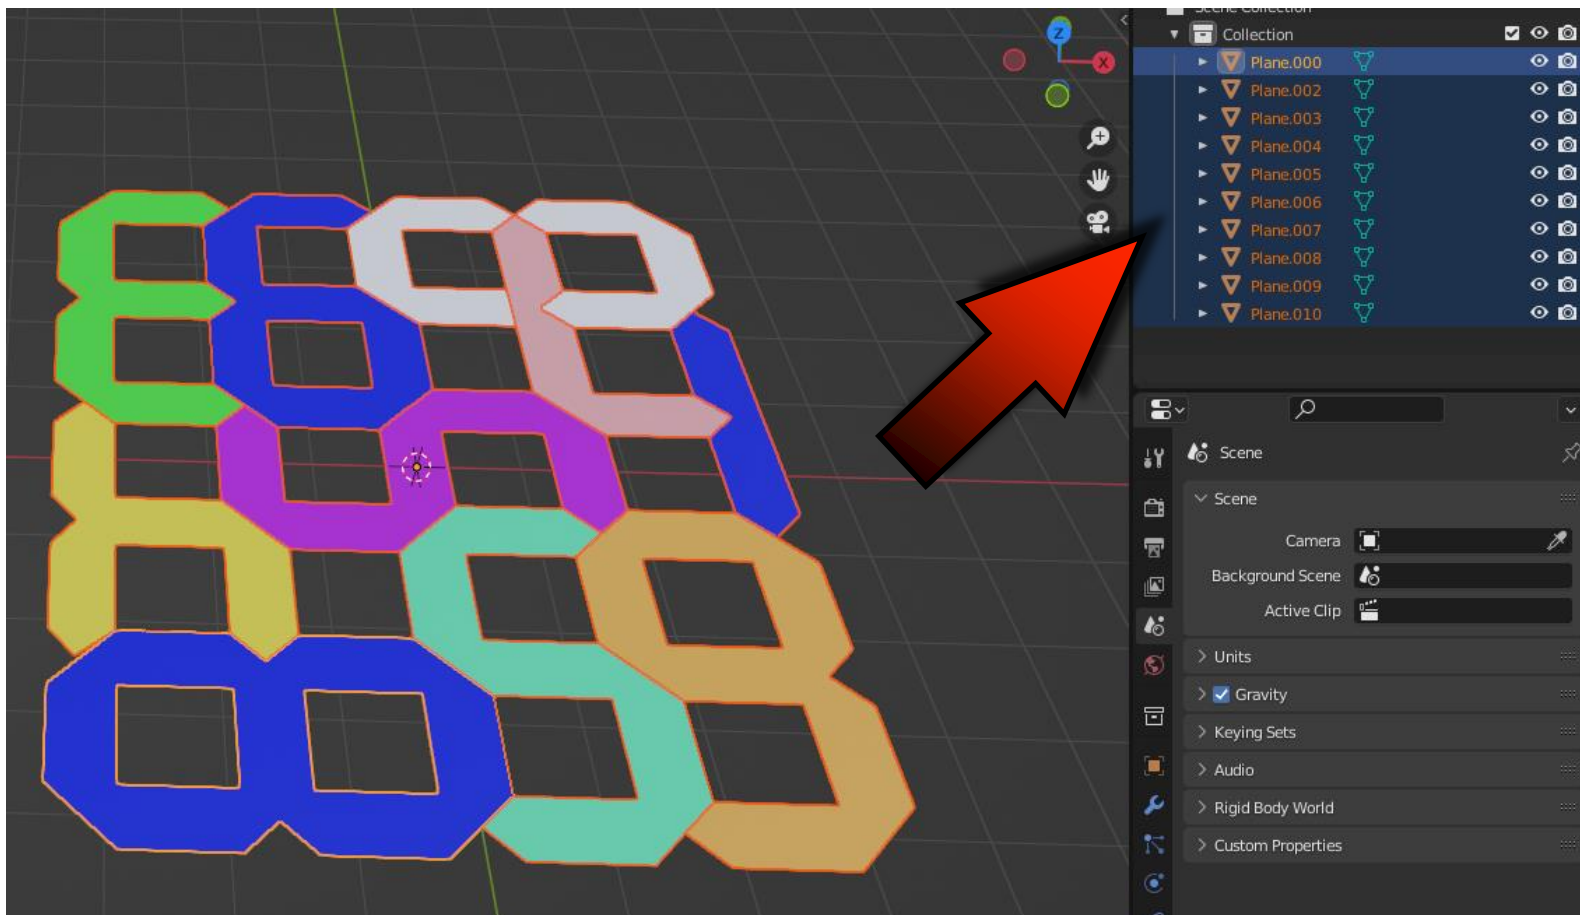 Scene Collection
Collection
Plane.000
Plane.002
Plane.003
Plane.004
Plane.005
Plane.006
Plane.007
Plane.008
Plane.009
Plane.010
Z
X
Scene
Scene
Camera
Background Scene
Active Clip
Units
Gravity
Keying Sets
Audio
Rigid Body World
Custom Properties